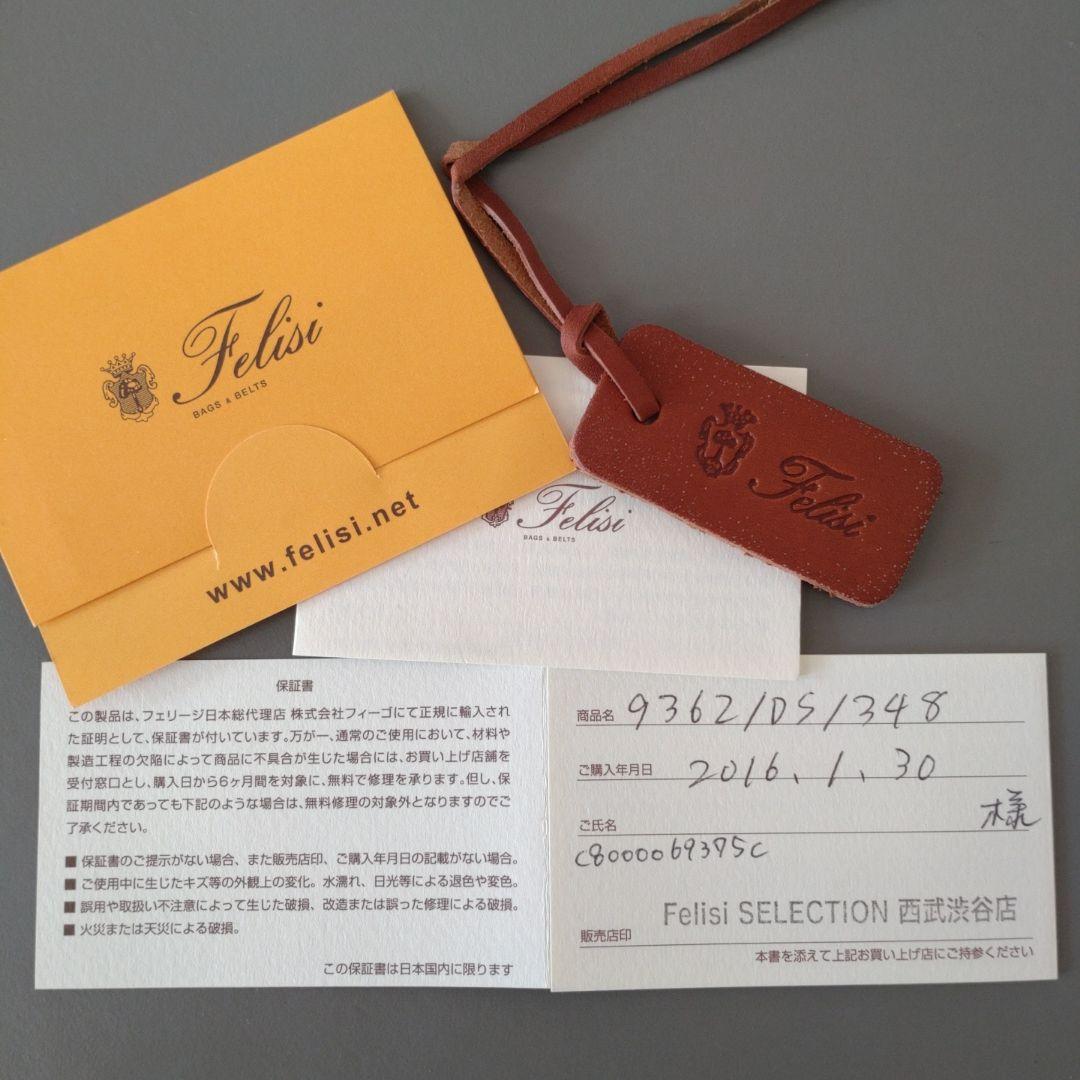 Felisi
BAGS & BELTS
www.felisi.net
Felisi
BAGS & BELTS
Felisi
保証書
この製品は、フェリージ日本総代理店 株式会社フィーゴにて正規に輸入され
た証明として、保証書が付いています。万が一、通常のご使用において、材料や
製造工程の欠陥によって商品に不具合が生じた場合には、お買い上げ店舗を
受付窓口とし、購入日から6ヶ月間を対象に、無料で修理を承ります。但し、保
証期間内であっても下記のような場合は、無料修理の対象外となりますのでご
了承ください。
■ 保証書のご提示がない場合、また販売店印、ご購入年月日の記載がない場合。
■ ご使用中に生じたキズ等の外観上の変化。水濡れ、日光等による退色や変色。
■ 誤用や取扱い不注意によって生じた破損、改造または誤った修理による破損。
■ 火災または天災による破損。
この保証書は日本国内に限ります
商品名 9362/DS/348
ご購入年月日 2016. 1. 30
ご氏名 様
C8000069375C
販売店印 Felisi SELECTION 西武渋谷店
本書を添えて上記お買い上げ店にご持参ください